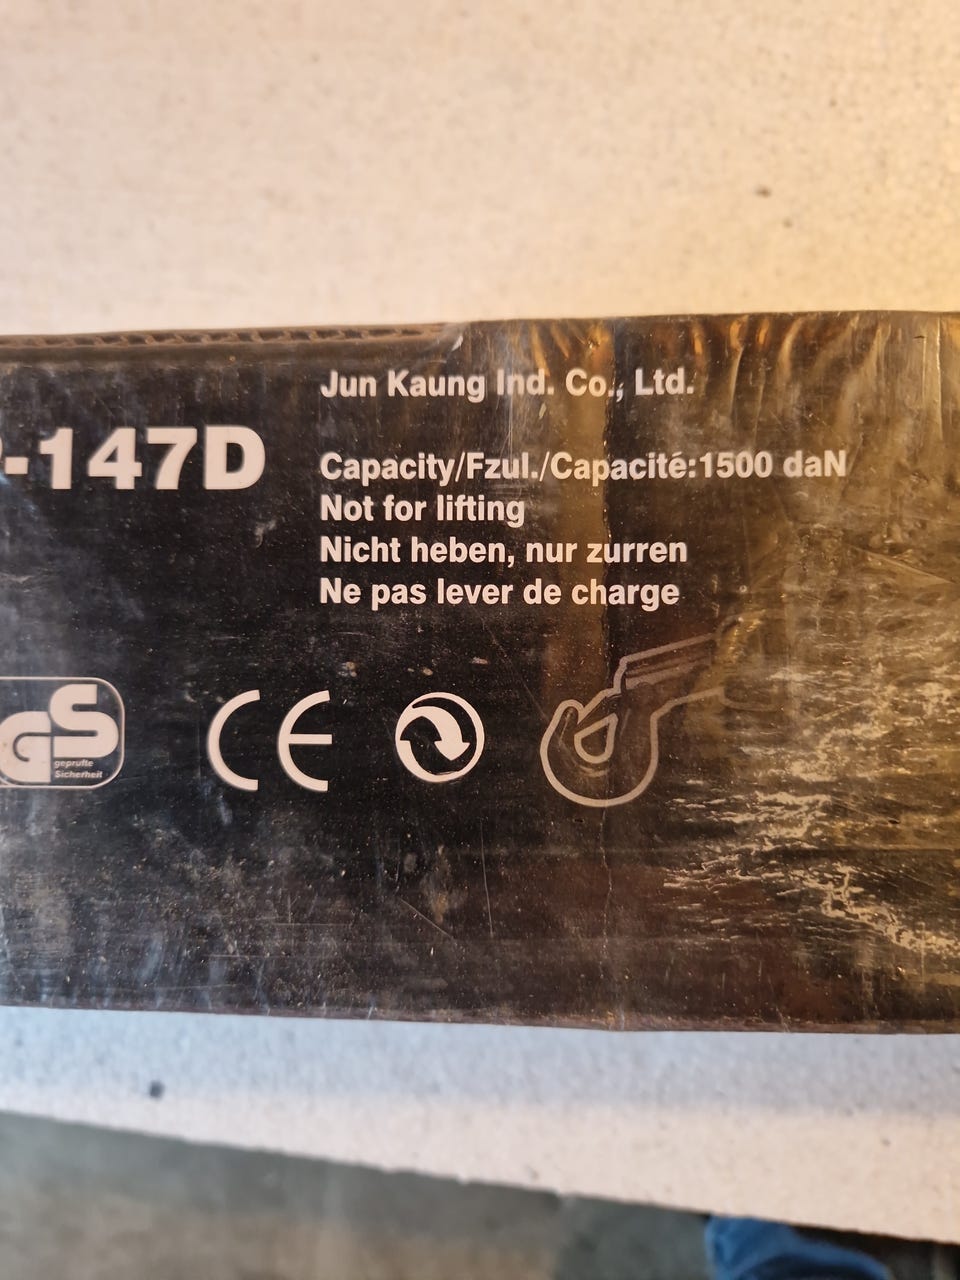 Jun Kaung Ind. Co., Ltd.
-147D
Capacity/Fzul./Capacité:1500 daN
Not for lifting
Nicht heben, nur zurren
Ne pas lever de charge
GS
geprüfte
Sicherheit
CE